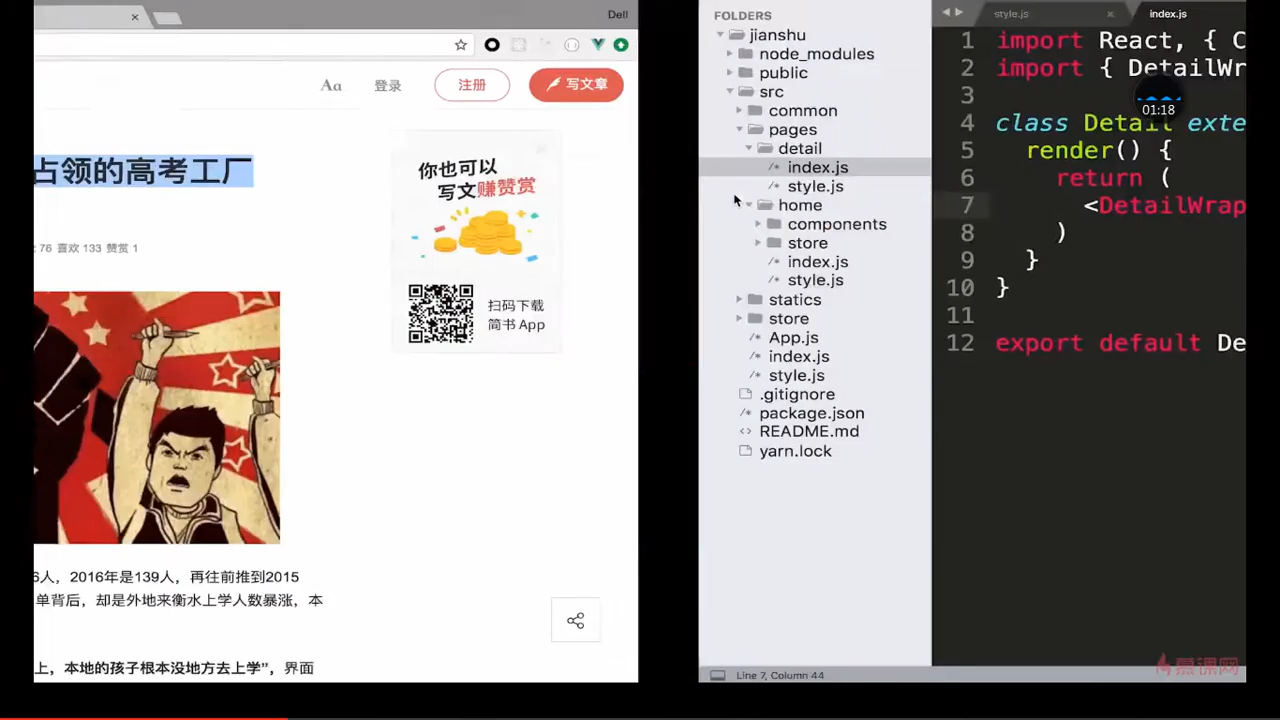 Dell
Aa 登录 注册 写文章
占领的高考工厂
76 喜欢 133 赞赏 1
你也可以
写文赚赞赏
扫码下载
简书 App
6人，2016年是139人，再往前推到2015
单背后，却是外地来衡水上学人数暴涨，本
上，本地的孩子根本没地方去上学”，界面
FOLDERS
jianshu
node_modules
public
src
common
pages
detail
index.js
style.js
home
components
store
index.js
style.js
statics
store
App.js
index.js
style.js
.gitignore
package.json
README.md
yarn.lock
style.js
index.js
1 import React, { C
2 import { DetailWr
3
01:18
4 class Detail exte
5 render() {
6 return (
7 <DetailWrap
8 )
9 }
10 }
11
12 export default De
Line 7, Column 44
慕课网